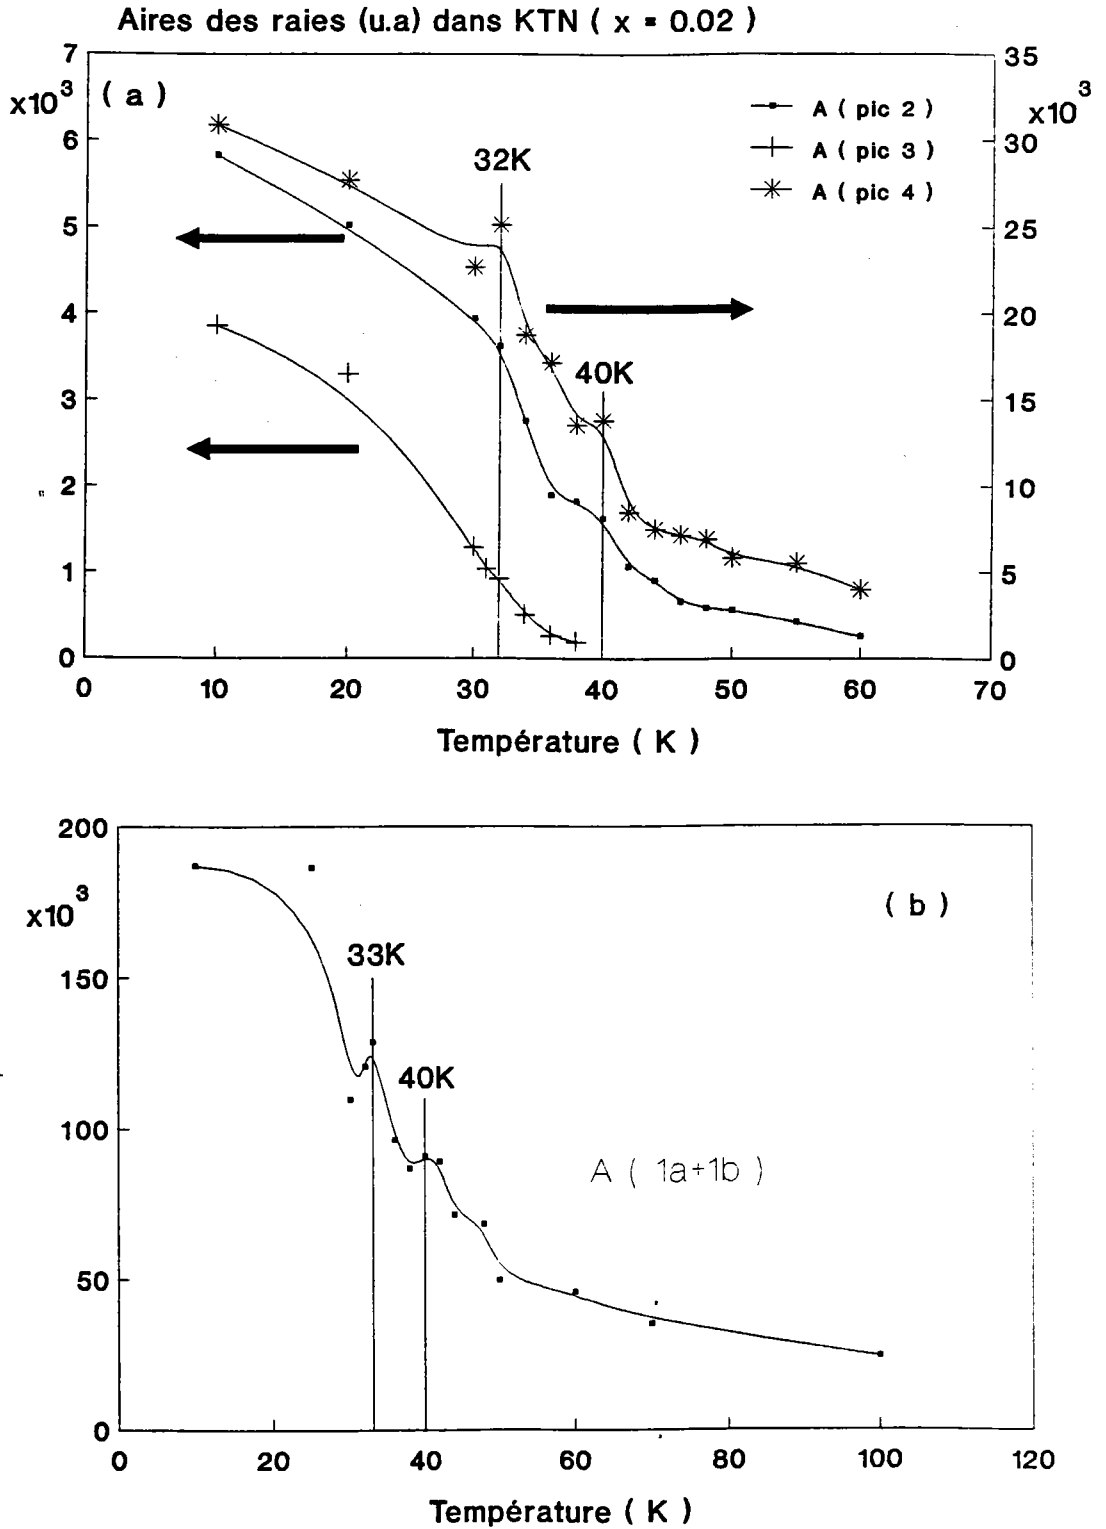 Aires des raies (u.a) dans KTN ( x = 0.02 )
7 35
x10³ ( a ) x10³
A ( pic 2 )
6 30
A ( pic 3 )
32K
A ( pic 4 )
5 25
4 20
40K
3 15
2 10
1 5
0 0
0 10 20 30 40 50 60 70
Température ( K )
200
x10³ ( b )
33K
150
40K
100
A ( 1a+1b )
50
0
0 20 40 60 80 100 120
Température ( K )